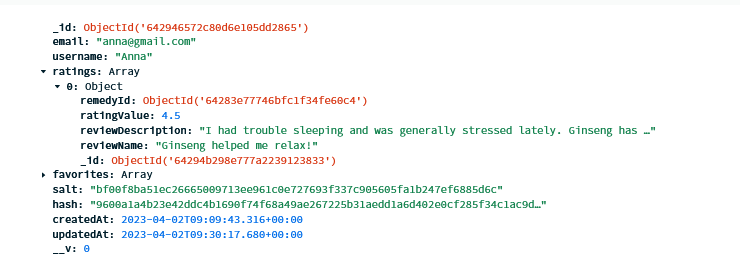 _id: ObjectId('642946572c80d6e105dd2865')
email: "anna@gmail.com"
username: "Anna"
ratings: Array
0: Object
remedyId: ObjectId('64283e77746bfc1f34fe60c4')
ratingValue: 4.5
reviewDescription: "I had trouble sleeping and was generally stressed lately. Ginseng has …"
reviewName: "Ginseng helped me relax!"
_id: ObjectId('64294b298e777a2239123833')
favorites: Array
salt: "bf00f8ba51ec26665009713ee961c0e727693f337c905605fa1b247ef6885d6c"
hash: "9600a1a4b23e42ddc4b1690f74f68a49ae267225b31aedd1a6d402e0cf285f34c1ac9d…"
createdAt: 2023-04-02T09:09:43.316+00:00
updatedAt: 2023-04-02T09:30:17.680+00:00
__v: 0